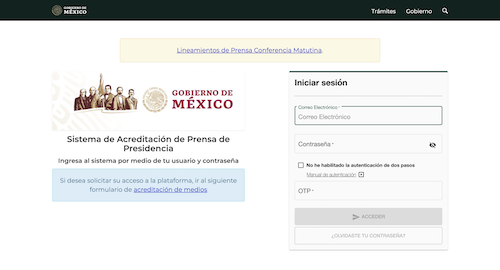 GOBIERNO DE
MÉXICO
Trámites
Gobierno
Lineamientos de Prensa Conferencia Matutina
GOBIERNO DE
MÉXICO
Sistema de Acreditación de Prensa de
Presidencia
Ingresa al sistema por medio de tu usuario y contraseña
Si desea solicitar su acceso a la plataforma, ir al siguiente
formulario de acreditación de medios
Iniciar sesión
Correo Electrónico *
Correo Electrónico
Contraseña *
No he habilitado la autenticación de dos pasos
Manual de autenticación
OTP *
ACCEDER
¿OLVIDASTE TU CONTRASEÑA?